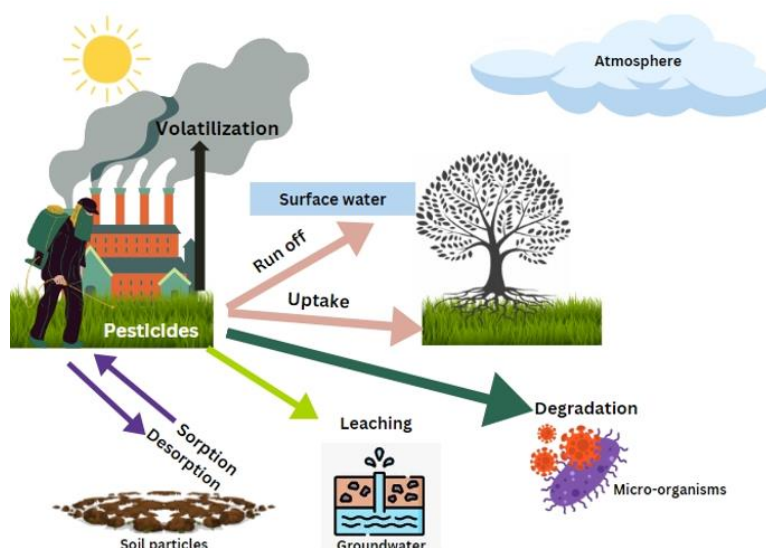 Atmosphere
Volatilization
Surface water
Run off
Uptake
Pesticides
Degradation
Leaching
Sorption
Desorption
Micro-organisms
Soil particles
Groundwater